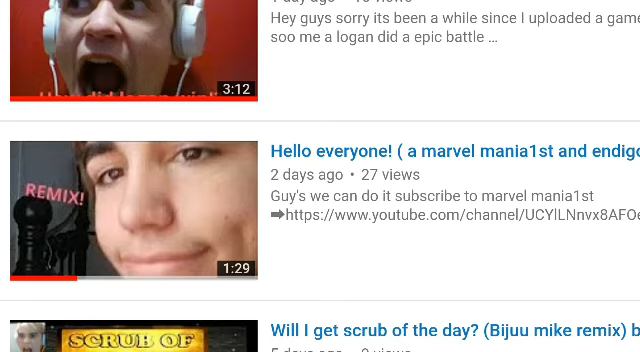 Hey guys sorry its been a while since I uploaded a game
soo me a logan did a epic battle ...
3:12
Hello everyone! ( a marvel mania1st and endigo
2 days ago • 27 views
Guy's we can do it subscribe to marvel mania1st
➡https://www.youtube.com/channel/UCYlLNnvx8AFO
REMIX!
1:29
Will I get scrub of the day? (Bijuu mike remix) b
SCRUB OF